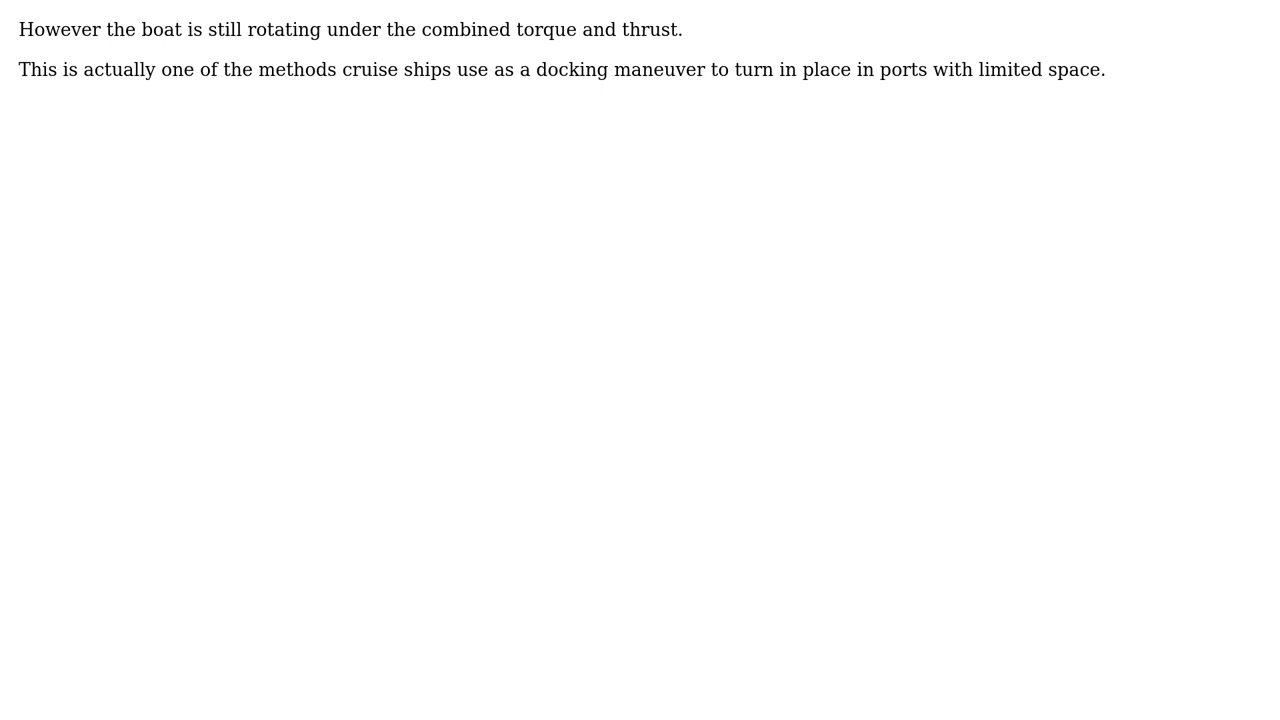 However the boat is still rotating under the combined torque and thrust.
This is actually one of the methods cruise ships use as a docking maneuver to turn in place in ports with limited space.